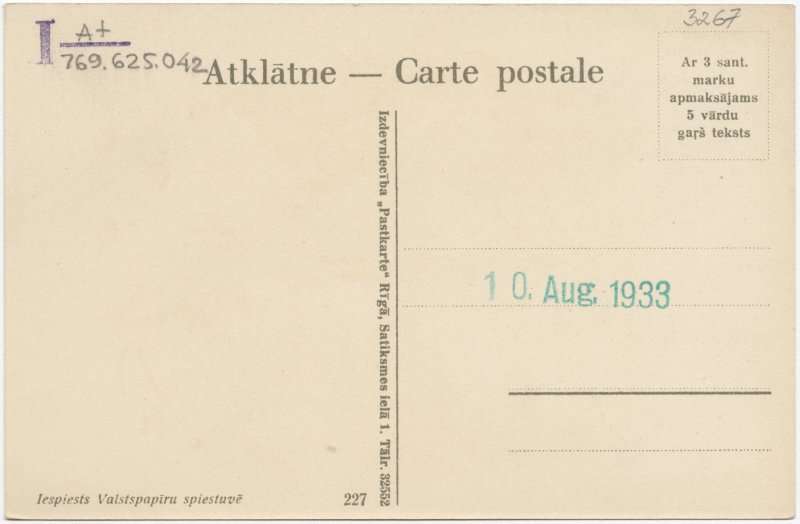 I A+
769.625.042
3267
Atklātne — Carte postale
Ar 3 sant.
marku
apmaksājams
5 vārdu
gaŗš teksts
Izdevniecība „Pastkarte“ Rīgā, Satiksmes ielā 1. Tālr. 32552
10. Aug. 1933
Iespiests Valstspapīru spiestuvē
227